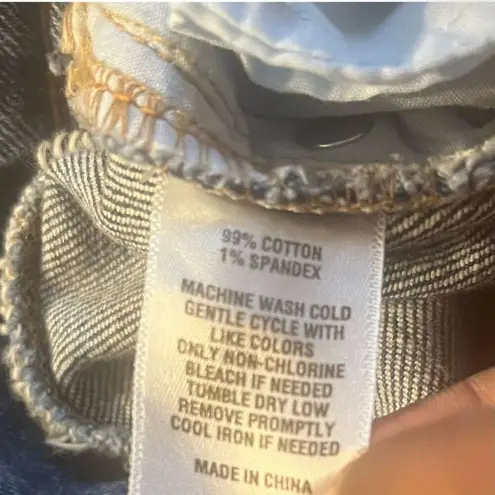 99% COTTON
1% SPANDEX
MACHINE WASH COLD
GENTLE CYCLE WITH
LIKE COLORS
ONLY NON-CHLORINE
BLEACH IF NEEDED
TUMBLE DRY LOW
REMOVE PROMPTLY
COOL IRON IF NEEDED
MADE IN CHINA